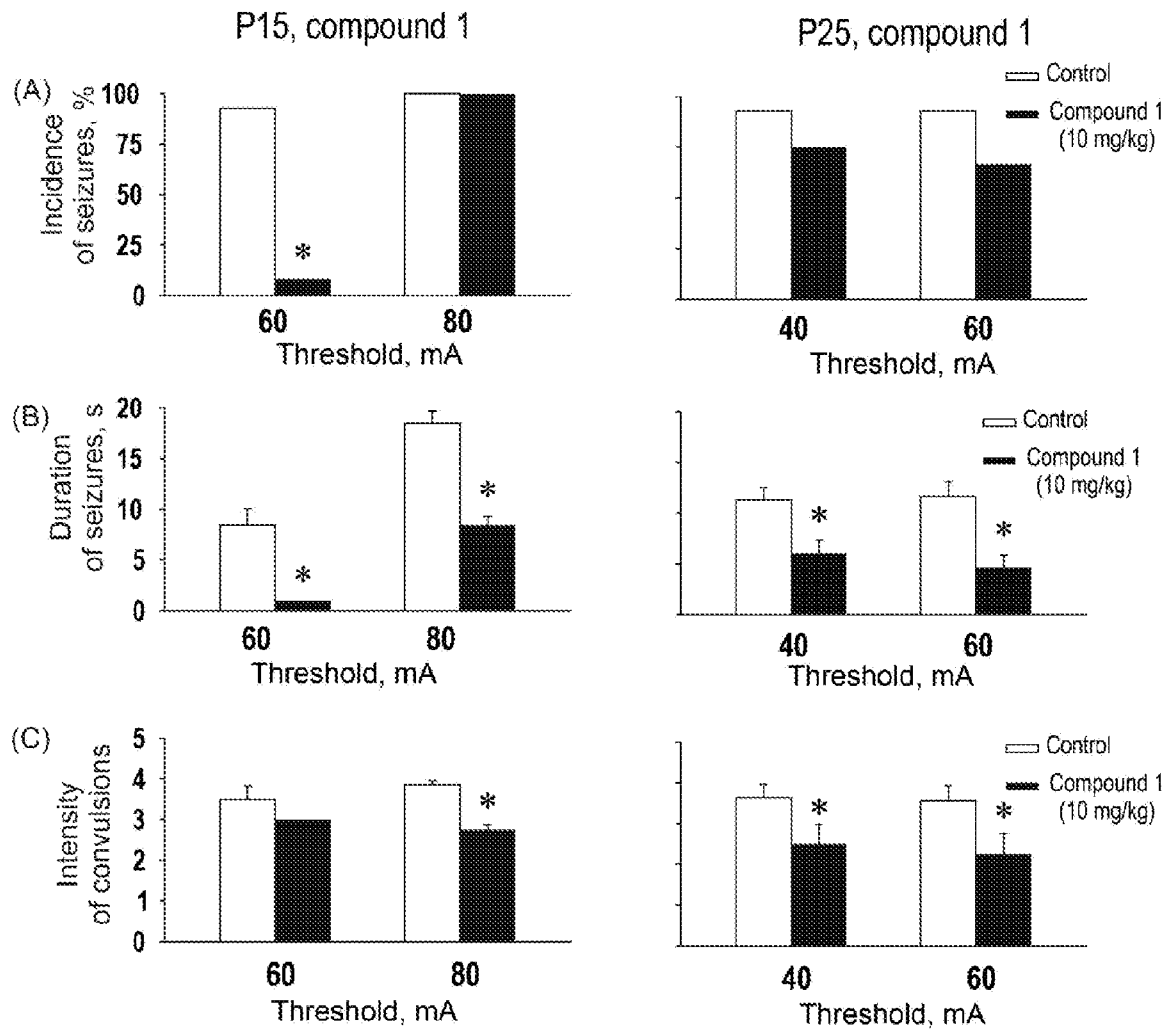 P15, compound 1
P25, compound 1
(A)
Incidence
of seizures, %
100
75
50
25
0
*
60
80
Threshold, mA
Control
Compound 1
(10 mg/kg)
40
60
Threshold, mA
(B)
Duration
of seizures, s
20
15
10
5
0
*
*
60
80
Threshold, mA
Control
Compound 1
(10 mg/kg)
*
*
40
60
Threshold, mA
(C)
Intensity
of convulsions
5
4
3
2
1
0
*
60
80
Threshold, mA
Control
Compound 1
(10 mg/kg)
*
*
40
60
Threshold, mA